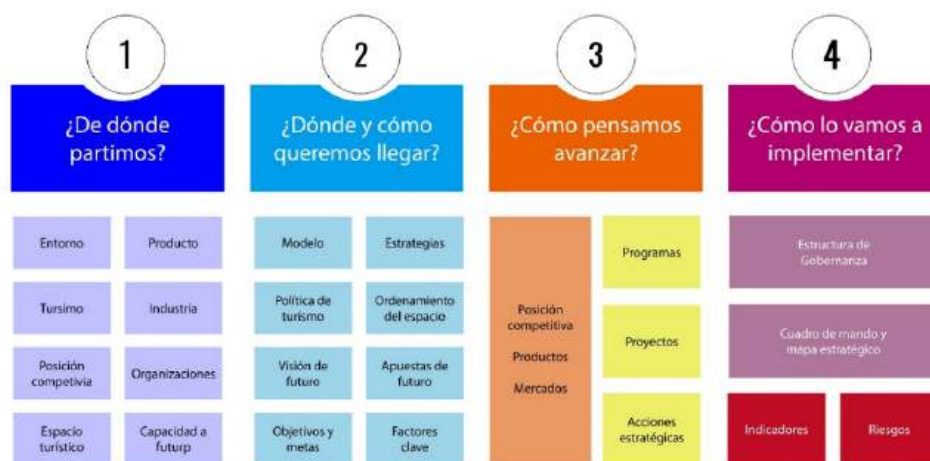 1
¿De dónde
partimos?
Entorno
Producto
Tursimo
Industria
Posición
competivia
Organizaciones
Espacio
turístico
Capacidad a
futurp
2
¿Dónde y cómo
queremos llegar?
Modelo
Estrategias
Política de
turismo
Ordenamiento
del espacio
Visión de
futuro
Apuestas de
futuro
Objetivos y
metas
Factores
clave
3
¿Cómo pensamos
avanzar?
Posición
competitiva
Productos
Mercados
Programas
Proyectos
Acciones
estratégicas
4
¿Cómo lo vamos a
implementar?
Estructura de
Gobernanza
Cuadro de mando y
mapa estratégico
Indicadores
Riesgos